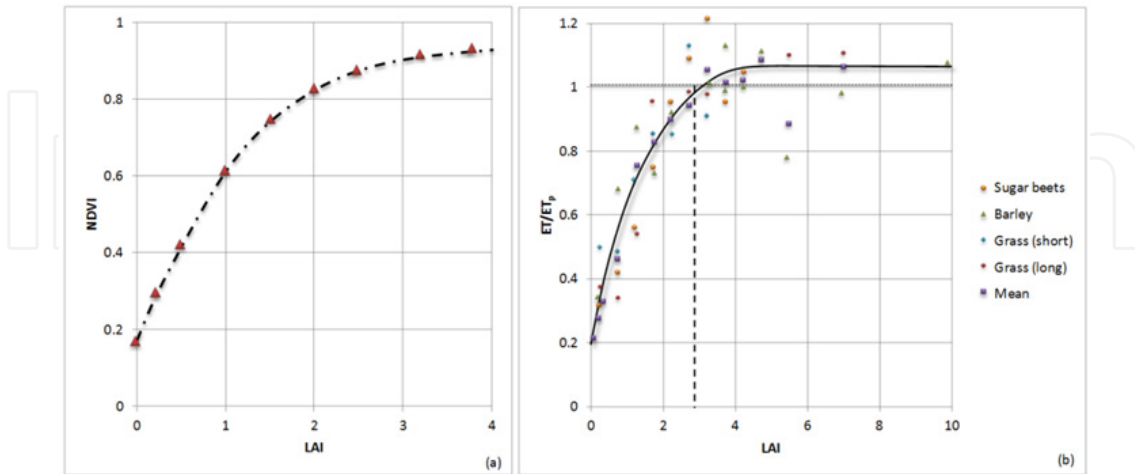 1
0.8
0.6
0.4
0.2
0
NDVI
0 1 2 3 4
LAI
(a)
1.2
1
0.8
0.6
0.4
0.2
0
ET/ETp
0 2 4 6 8 10
LAI
(b)
Sugar beets
Barley
Grass (short)
Grass (long)
Mean